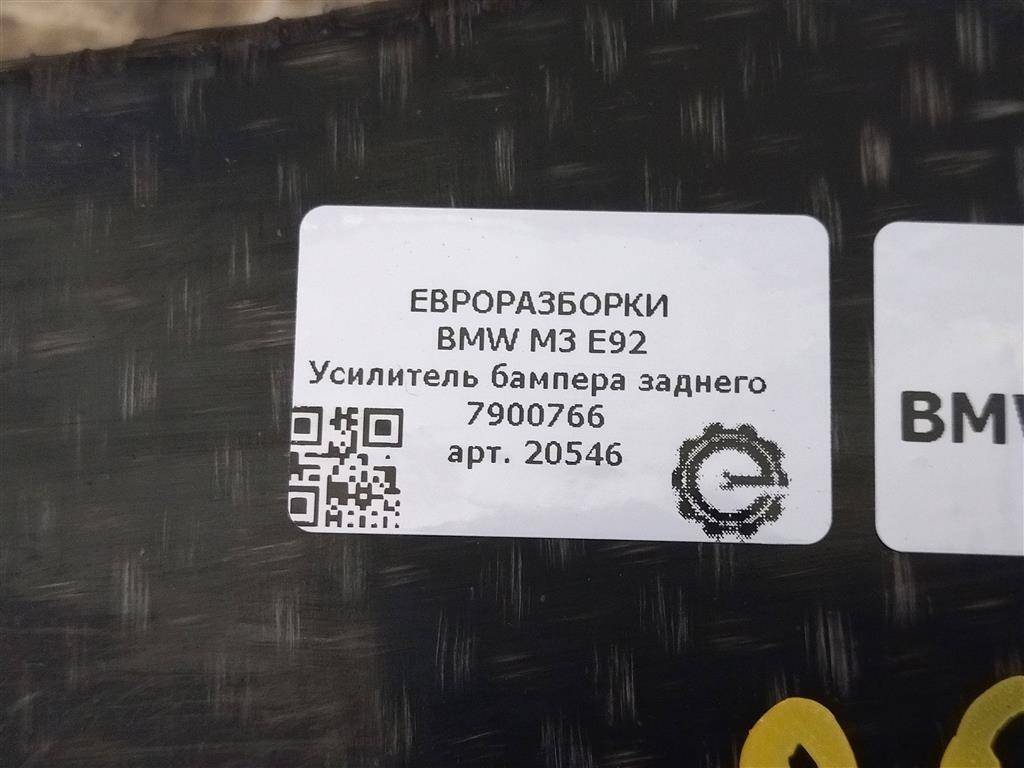 ЕВРОРАЗБОРКИ
BMW M3 E92
Усилитель бампера заднего
7900766
арт. 20546
BMW